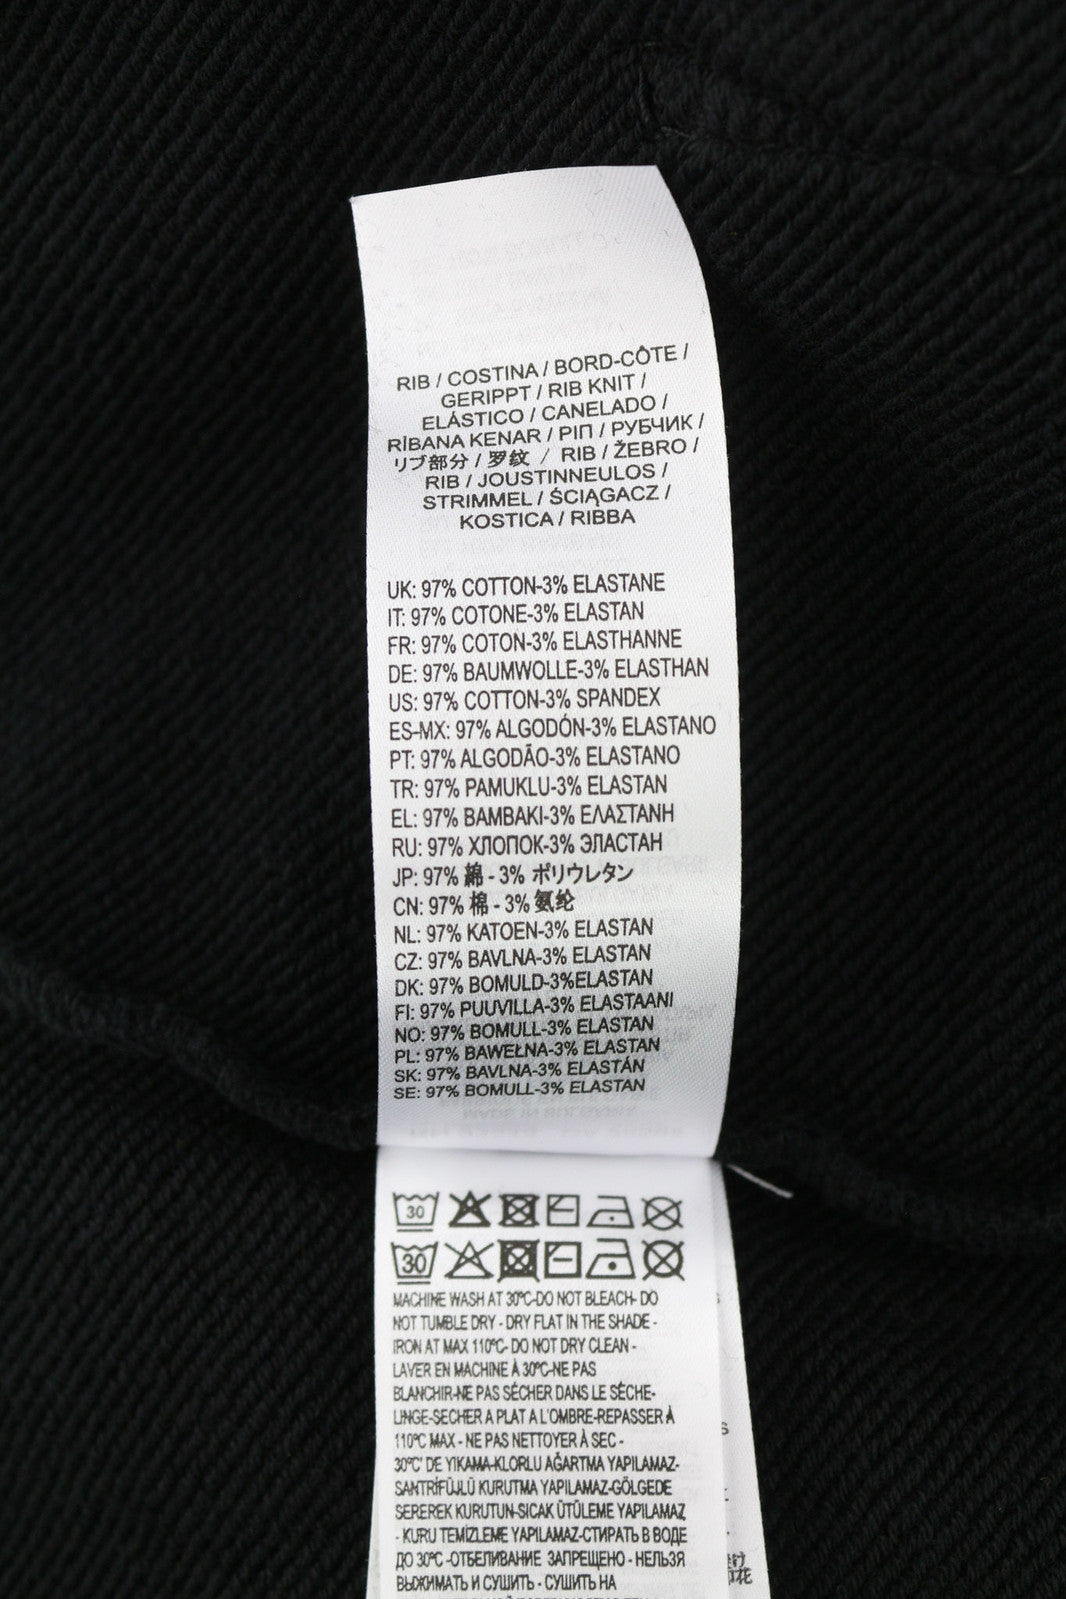 RIB / COSTINA / BORD-CÔTE /
GERIPPT / RIB KNIT /
ELÁSTICO / CANELADO /
RİBANA KENAR / РІП / РУБЧИК /
リブ部分 / 罗纹 / RIB / ŽEBRO /
RIB / JOUSTINNEULOS /
STRIMMEL / ŚCIĄGACZ /
KOSTICA / RIBBA
UK: 97% COTTON-3% ELASTANE
IT: 97% COTONE-3% ELASTAN
FR: 97% COTON-3% ELASTHANNE
DE: 97% BAUMWOLLE-3% ELASTHAN
US: 97% COTTON-3% SPANDEX
ES-MX: 97% ALGODÓN-3% ELASTANO
PT: 97% ALGODÃO-3% ELASTANO
TR: 97% PAMUKLU-3% ELASTAN
EL: 97% BAMBAKI-3% ΕΛΑΣΤΑΝΗ
RU: 97% ХЛОПОК-3% ЭЛАСТАН
JP: 97% 綿 - 3% ポリウレタン
CN: 97% 棉 - 3% 氨纶
NL: 97% KATOEN-3% ELASTAN
CZ: 97% BAVLNA-3% ELASTAN
DK: 97% BOMULD-3%ELASTAN
FI: 97% PUUVILLA-3% ELASTAANI
NO: 97% BOMULL-3% ELASTAN
PL: 97% BAWEŁNA-3% ELASTAN
SK: 97% BAVLNA-3% ELASTÁN
SE: 97% BOMULL-3% ELASTAN
30
30
MACHINE WASH AT 30ºC-DO NOT BLEACH- DO
NOT TUMBLE DRY - DRY FLAT IN THE SHADE -
IRON AT MAX 110ºC- DO NOT DRY CLEAN -
LAVER EN MACHINE À 30ºC-NE PAS
BLANCHIR-NE PAS SÉCHER DANS LE SÈCHE-
LINGE-SECHER A PLAT A L'OMBRE-REPASSER À
110ºC MAX - NE PAS NETTOYER À SEC -
30ºC' DE YIKAMA-KLORLU AĞARTMA YAPILAMAZ-
SANTRİFÜJLÜ KURUTMA YAPILAMAZ-GÖLGEDE
SEREREK KURUTUN-SICAK ÜTÜLEME YAPILAMAZ
- KURU TEMİZLEME YAPILAMAZ-СТИРАТЬ В ВОДЕ
ДО 30ºC -ОТБЕЛИВАНИЕ ЗАПРЕЩЕНО - НЕЛЬЗЯ
ВЫЖИМАТЬ И СУШИТЬ - СУШИТЬ НА